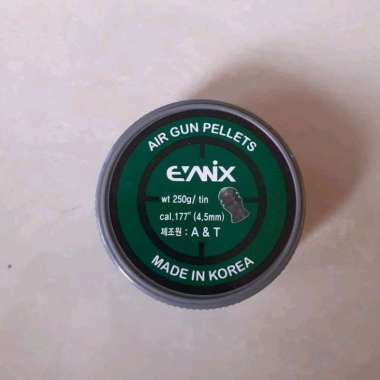 AIR GUN PELLETS
E'MIX
wt 250g/ tin
cal.177" (4,5mm)
제조원 : A & T
MADE IN KOREA